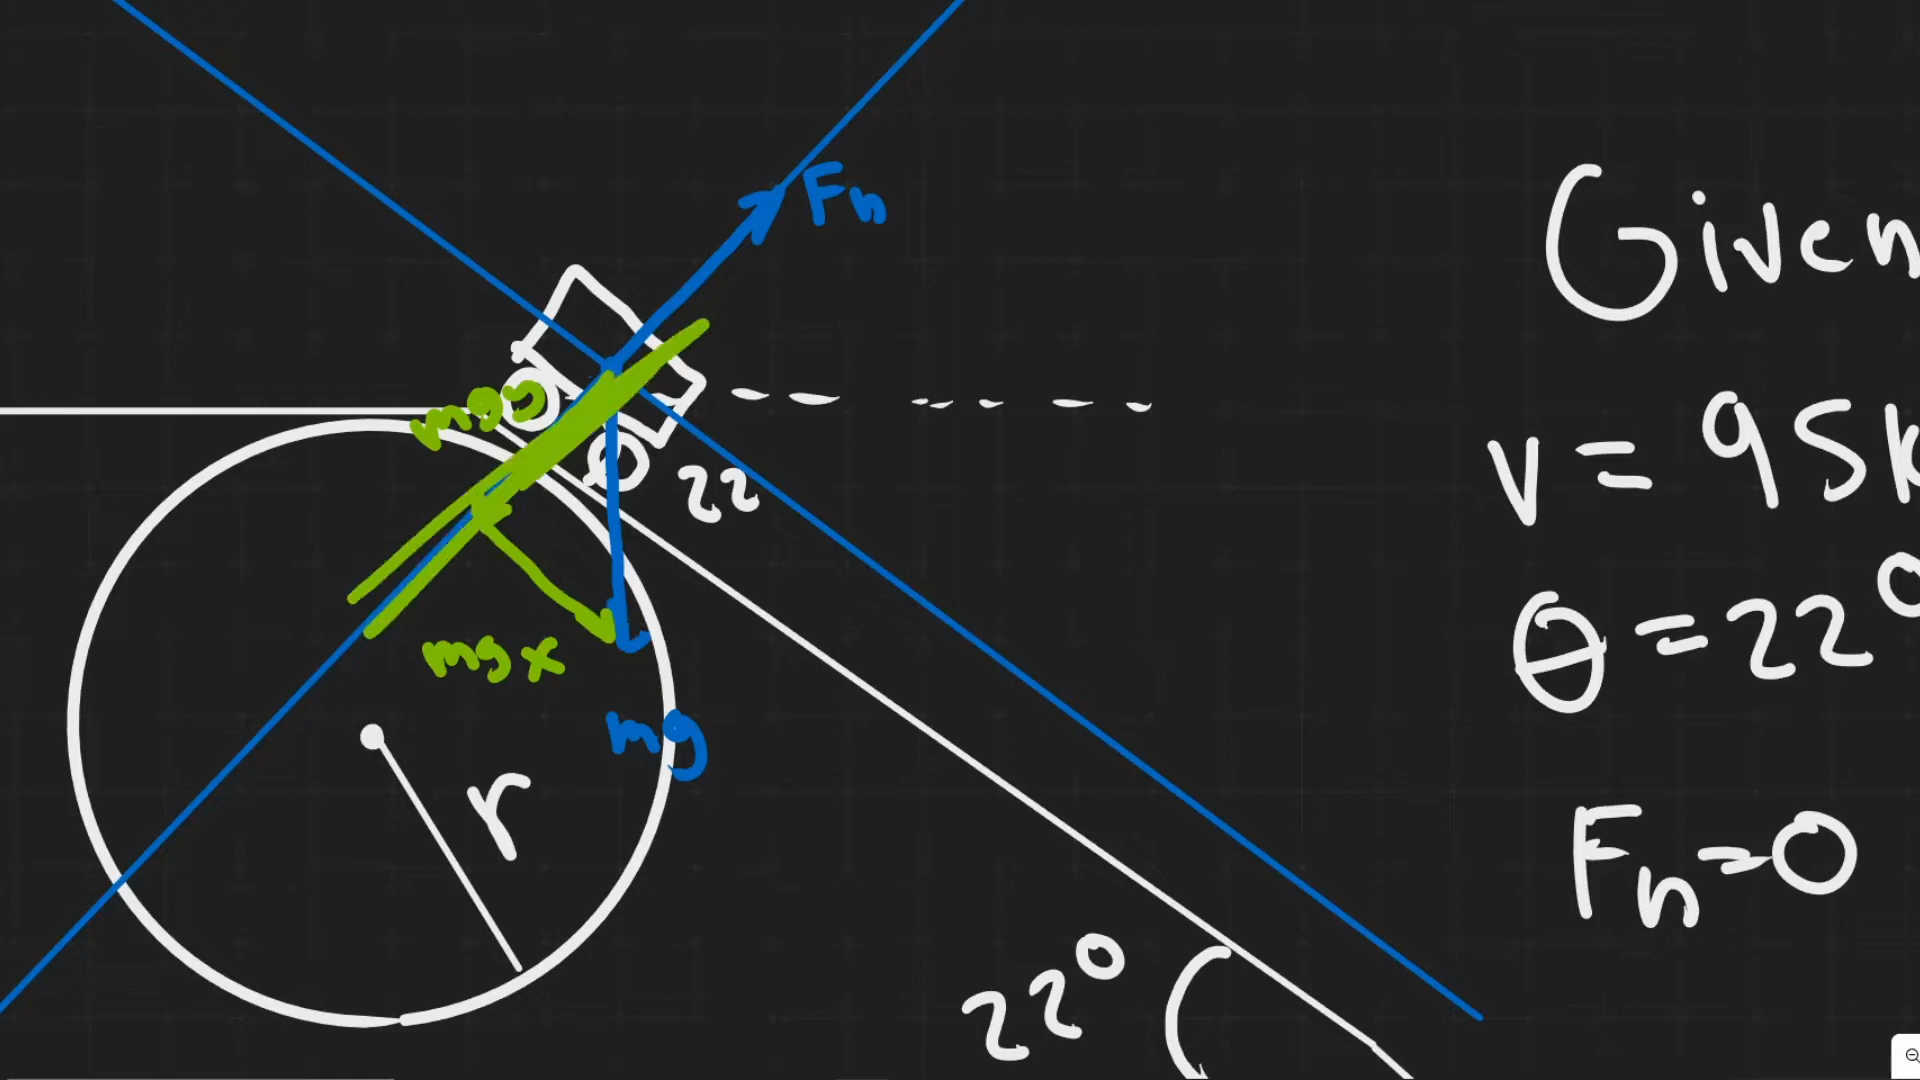 Fn
Given
mgy
v = 95k
22
θ = 22°
mgx
mg
r
Fn = 0
22°